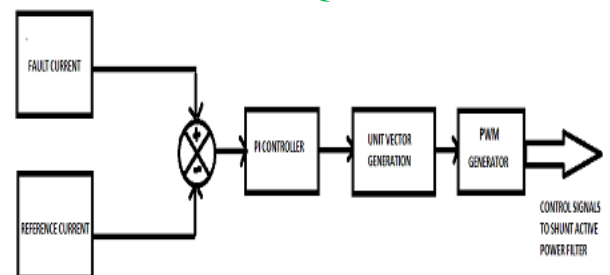 FAULT CURRENT
+
-
REFERENCE CURRENT
PI CONTROLLER
UNIT VECTOR
GENERATION
PWM
GENERATOR
CONTROL SIGNALS
TO SHUNT ACTIVE
POWER FILTER